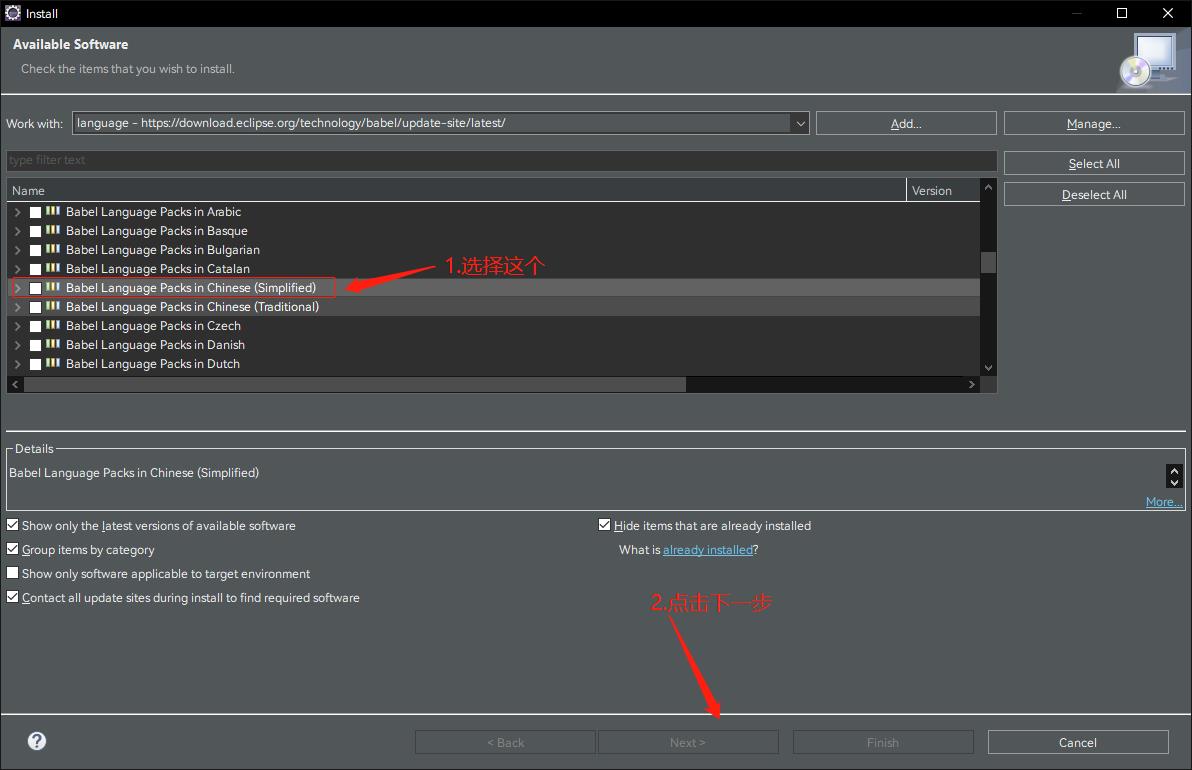 Install
Available Software
Check the items that you wish to install.
Work with: language - https://download.eclipse.org/technology/babel/update-site/latest/ Add... Manage...
type filter text
Select All
Name Version
Deselect All
Babel Language Packs in Arabic
Babel Language Packs in Basque
Babel Language Packs in Bulgarian
Babel Language Packs in Catalan
1.选择这个
Babel Language Packs in Chinese (Simplified)
Babel Language Packs in Chinese (Traditional)
Babel Language Packs in Czech
Babel Language Packs in Danish
Babel Language Packs in Dutch
Details
Babel Language Packs in Chinese (Simplified)
More...
Show only the latest versions of available software
Hide items that are already installed
Group items by category
What is already installed?
Show only software applicable to target environment
Contact all update sites during install to find required software
2.点击下一步
? < Back Next > Finish Cancel